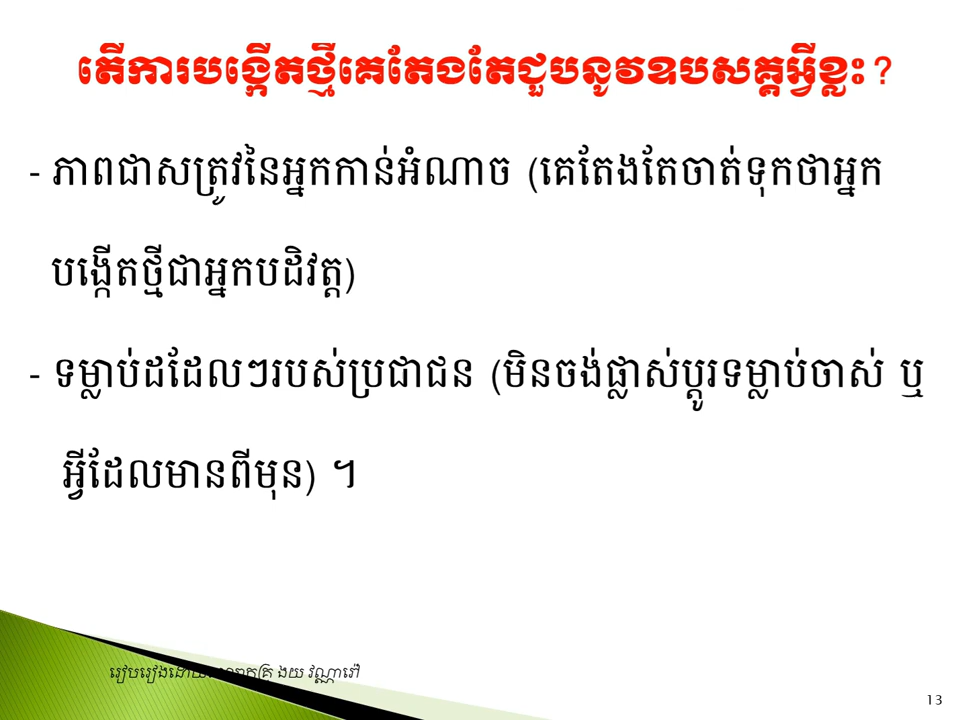 តើការបង្កើតថ្មីគេតែងតែជួបនូវឧបសគ្គអ្វីខ្លះ?
- ភាពជាសត្រូវនៃអ្នកកាន់អំណាច (គេតែងតែចាត់ទុកថាអ្នក
បង្កើតថ្មីជាអ្នកបដិវត្ត)
- ទម្លាប់ដដែលៗរបស់ប្រជាជន (មិនចង់ផ្លាស់ប្តូរទម្លាប់ចាស់ ឬ
អ្វីដែលមានពីមុន) ។
រៀបរៀងដោយ ងយ វណ្ណារៅ
13